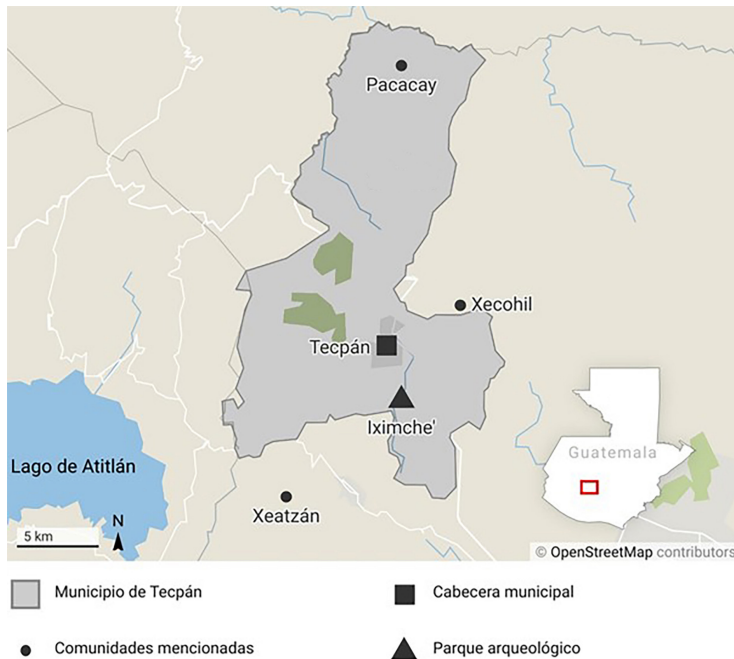 Pacacay
Xecohil
Tecpán
Iximche'
Lago de Atitlán
Guatemala
Xeatzán
N
5 km
© OpenStreetMap contributors
Municipio de Tecpán
Cabecera municipal
Comunidades mencionadas
Parque arqueológico